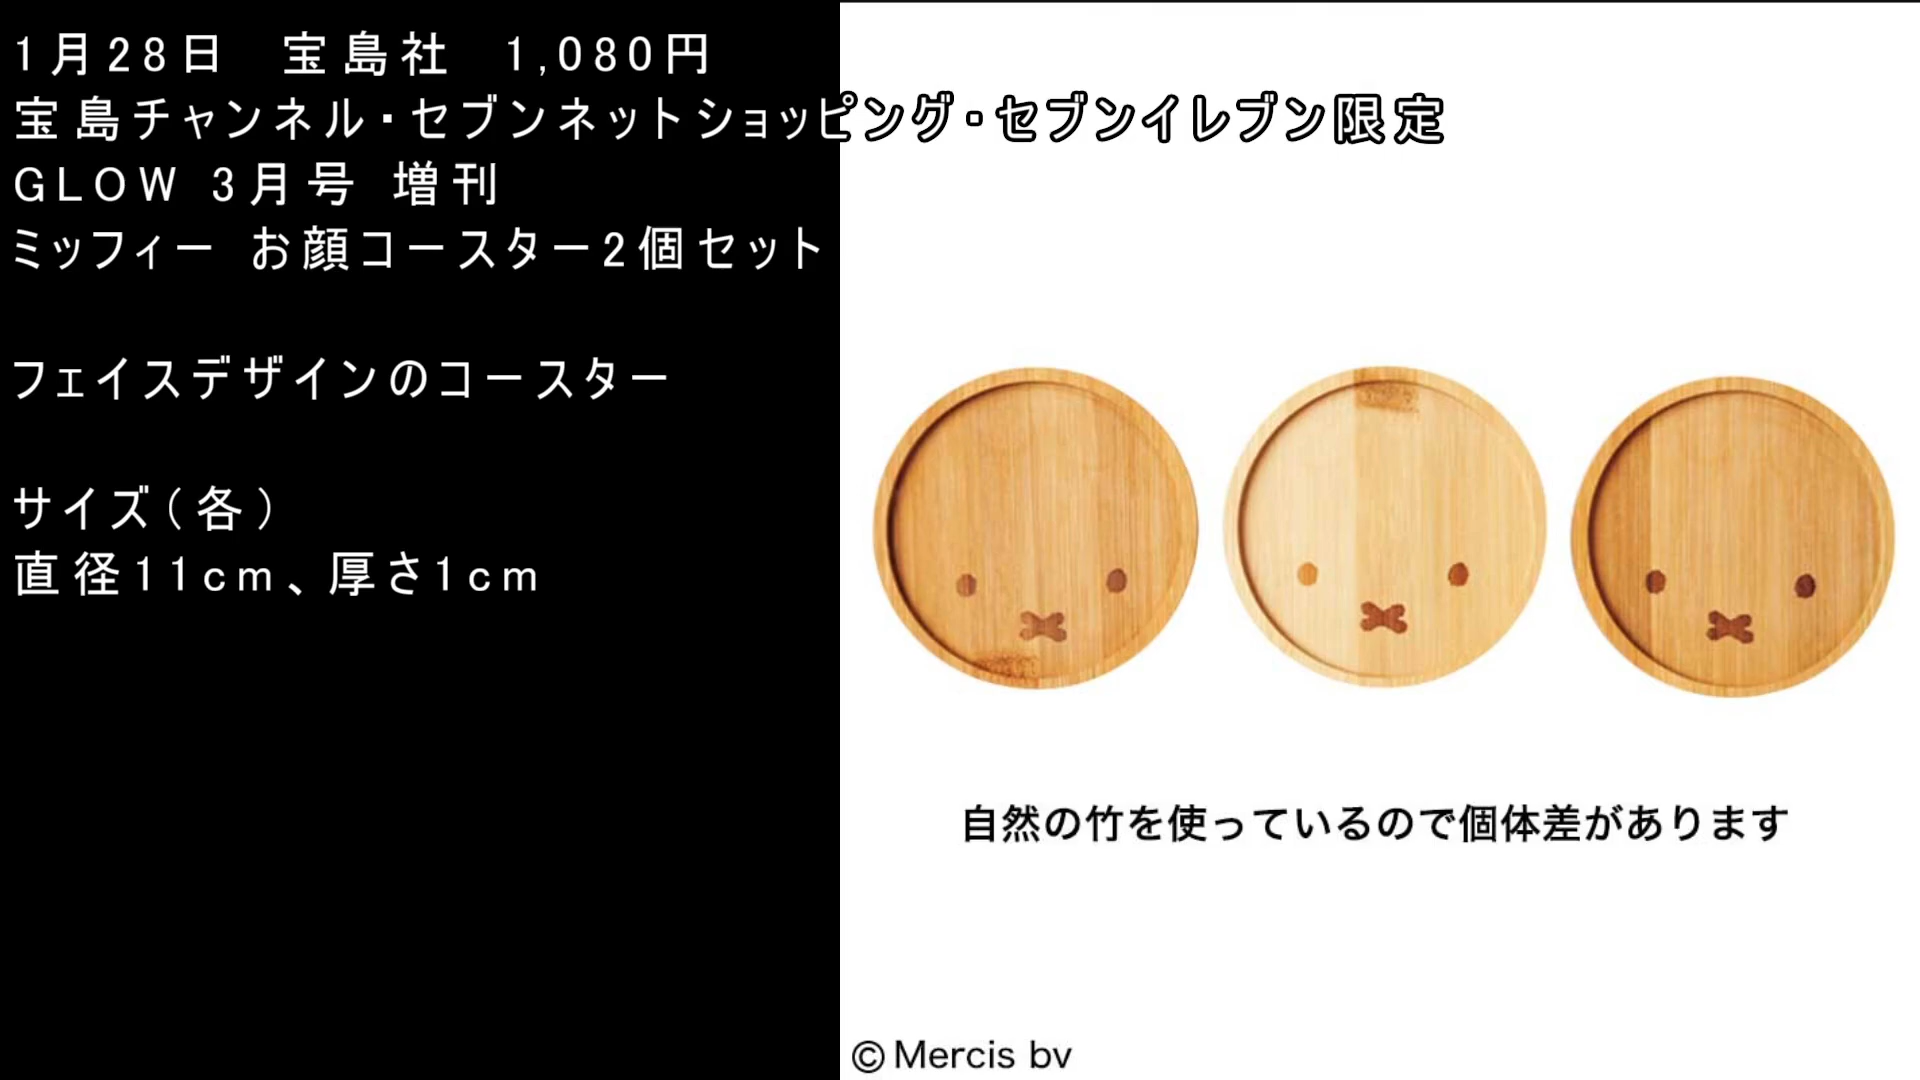 1月28日　宝島社　1,080円
宝島チャンネル・セブンネットショッピング・セブンイレブン限定
GLOW 3月号 増刊
ミッフィー お顔コースター2個セット
フェイスデザインのコースター
サイズ(各)
直径11cm、厚さ1cm
自然の竹を使っているので個体差があります
© Mercis bv